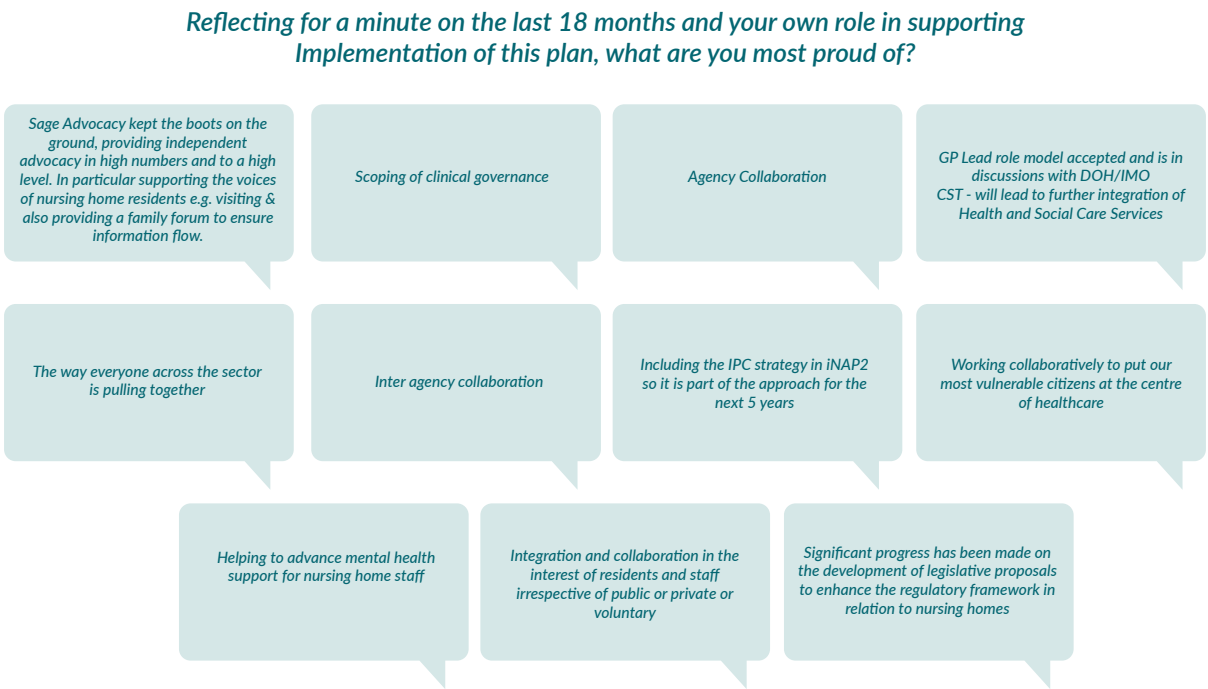 Reflecting for a minute on the last 18 months and your own role in supporting
Implementation of this plan, what are you most proud of?
Sage Advocacy kept the boots on the
ground, providing independent
advocacy in high numbers and to a high
level. In particular supporting the voices
of nursing home residents e.g. visiting &
also providing a family forum to ensure
information flow.
Scoping of clinical governance
Agency Collaboration
GP Lead role model accepted and is in
discussions with DOH/IMO
CST - will lead to further integration of
Health and Social Care Services
The way everyone across the sector
is pulling together
Inter agency collaboration
Including the IPC strategy in iNAP2
so it is part of the approach for the
next 5 years
Working collaboratively to put our
most vulnerable citizens at the centre
of healthcare
Helping to advance mental health
support for nursing home staff
Integration and collaboration in the
interest of residents and staff
irrespective of public or private or
voluntary
Significant progress has been made on
the development of legislative proposals
to enhance the regulatory framework in
relation to nursing homes